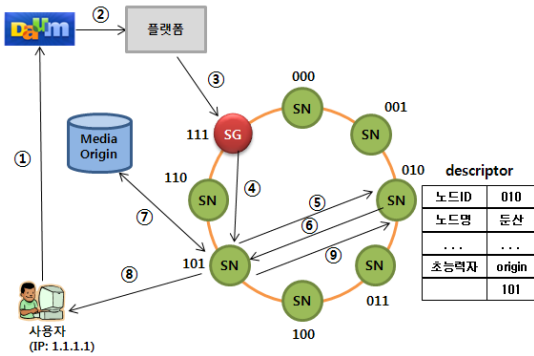 Daum
②
플랫폼
③
000
SN
001
SN
111
SG
Media
Origin
①
110
SN
④
010
SN
descriptor
노드ID 010
노드명 둔산
... ...
초능력자 origin
101
⑤
⑥
⑦
⑨
101
SN
SN
011
SN
100
⑧
사용자
(IP: 1.1.1.1)